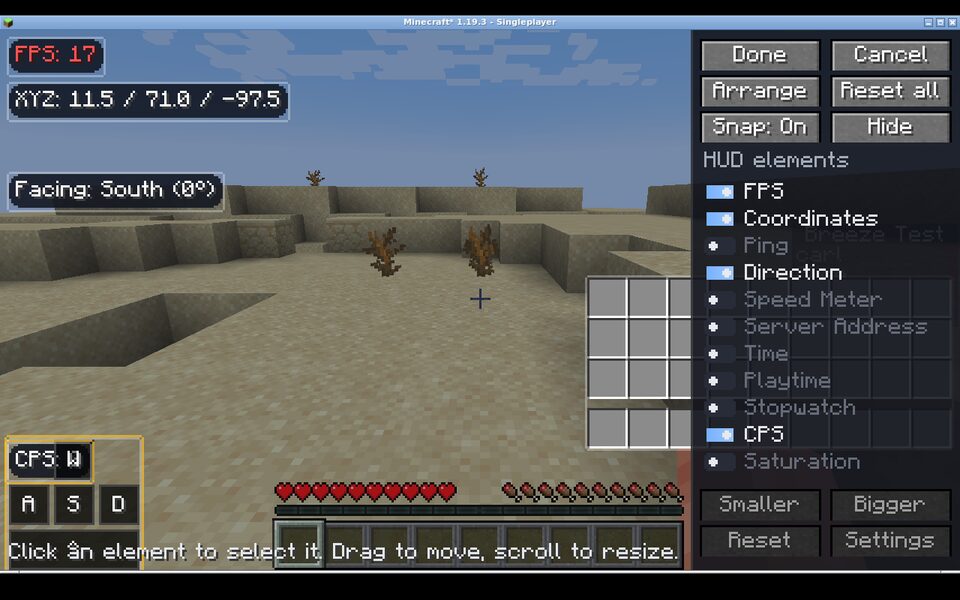 Minecraft* 1.19.3 - Singleplayer
FPS: 17
XYZ: 11.5 / 71.0 / -97.5
Facing: South (0°)
Done
Cancel
Arrange
Reset all
Snap: On
Hide
HUD elements
FPS
Coordinates
Ping
Direction
Speed Meter
Server Address
Time
Playtime
Stopwatch
CPS
Saturation
Smaller
Bigger
Reset
Settings
CPS: W
A S D
Click an element to select it. Drag to move, scroll to resize.